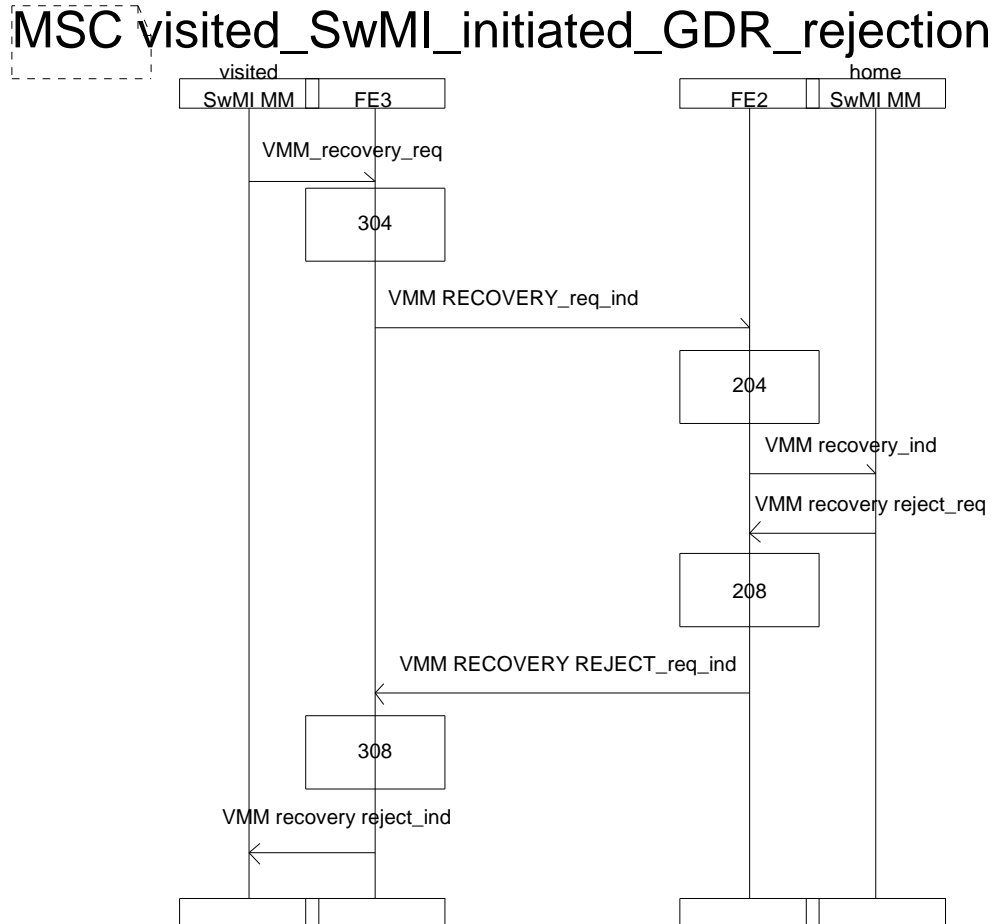 MSC visited_SwMI_initiated_GDR_rejection
visited
SwMI MM
FE3
FE2
home
SwMI MM
VMM_recovery_req
304
VMM RECOVERY_req_ind
204
VMM recovery_ind
VMM recovery reject_req
208
VMM RECOVERY REJECT_req_ind
308
VMM recovery reject_ind